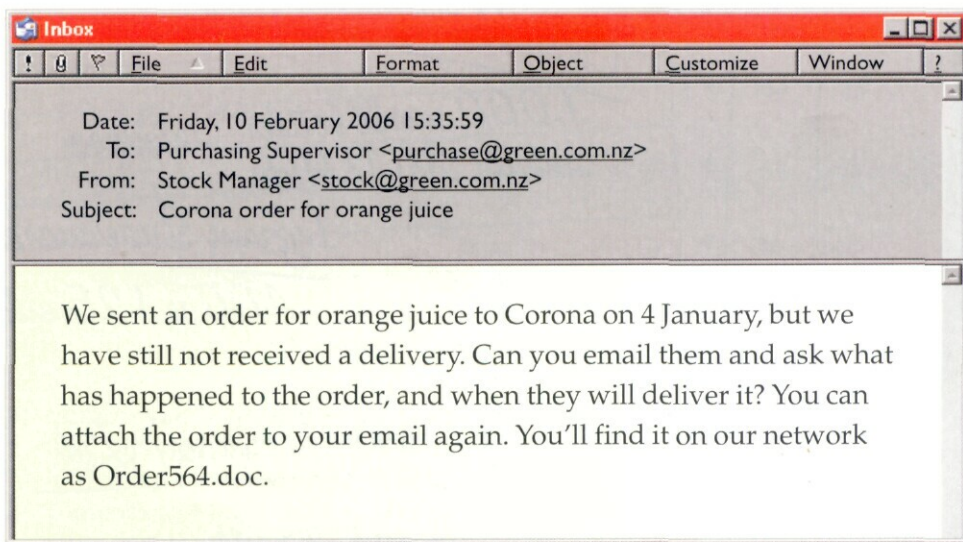 Inbox
! File Edit Format Object Customize Window ?
Date: Friday, 10 February 2006 15:35:59
To: Purchasing Supervisor <purchase@green.com.nz>
From: Stock Manager <stock@green.com.nz>
Subject: Corona order for orange juice
We sent an order for orange juice to Corona on 4 January, but we
have still not received a delivery. Can you email them and ask what
has happened to the order, and when they will deliver it? You can
attach the order to your email again. You'll find it on our network
as Order564.doc.